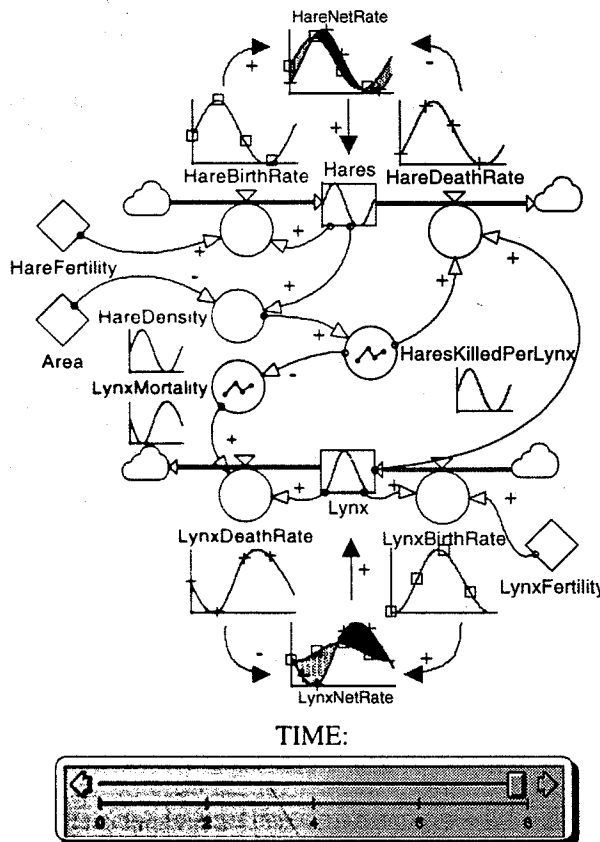 HareNetRate
+
-
+
HareBirthRate
Hares
HareDeathRate
HareFertility
+
+
+
-
+
+
HareDensity
+
Area
HaresKilledPerLynx
LynxMortality
-
+
+
+
+
Lynx
LynxDeathRate
LynxBirthRate
LynxFertility
+
-
+
LynxNetRate
TIME:
0 2 4 6 8